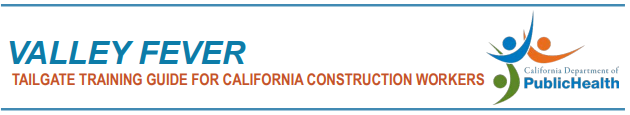 VALLEY FEVER
TAILGATE TRAINING GUIDE FOR CALIFORNIA CONSTRUCTION WORKERS
California Department of
PublicHealth